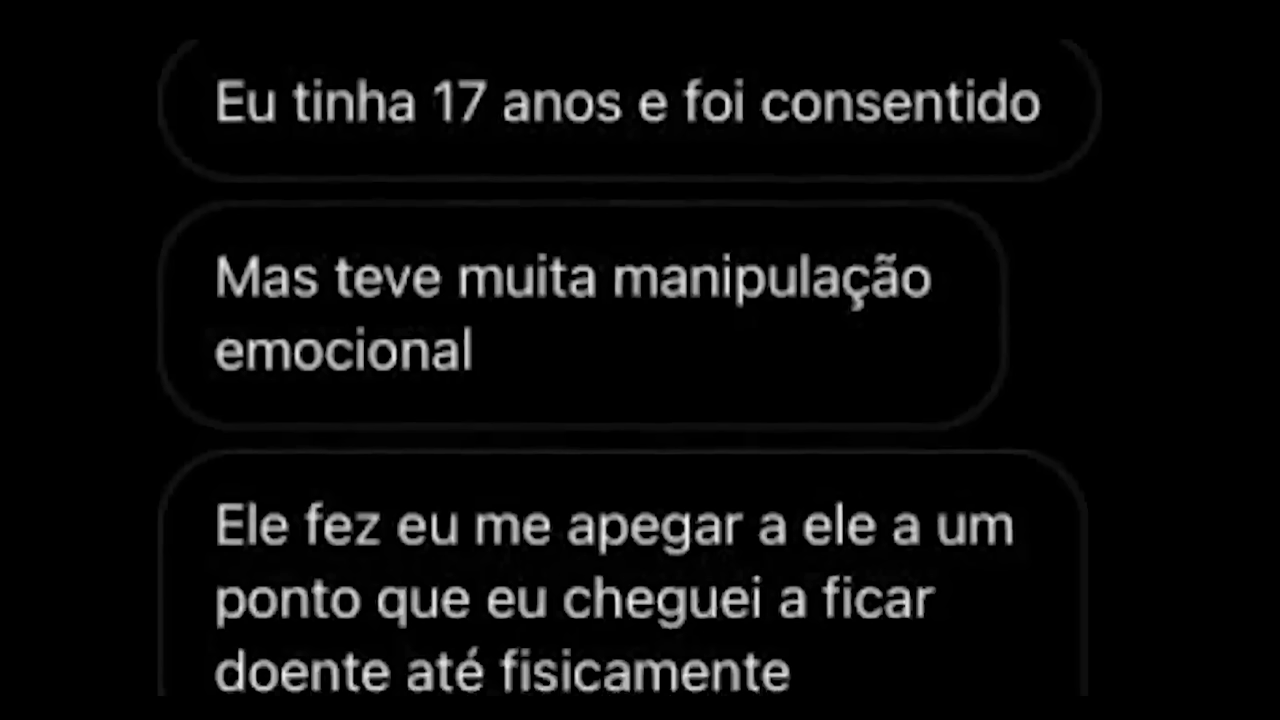 Eu tinha 17 anos e foi consentido
Mas teve muita manipulação
emocional
Ele fez eu me apegar a ele a um
ponto que eu cheguei a ficar
doente até fisicamente